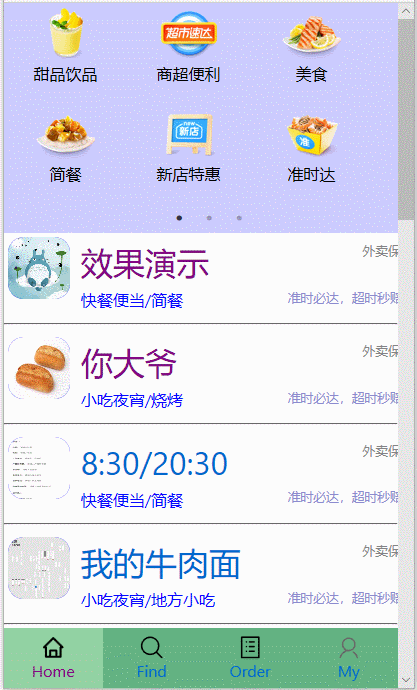 甜品饮品 商超便利 美食
超市速达
简餐 新店特惠 准时达
new
新店
准
效果演示
外卖保
快餐便当/简餐
准时必达，超时秒赔
你大爷
外卖保
小吃夜宵/烧烤
准时必达，超时秒赔
8:30/20:30
外卖保
快餐便当/简餐
准时必达，超时秒赔
我的牛肉面
外卖保
小吃夜宵/地方小吃
准时必达，超时秒赔
Home Find Order My